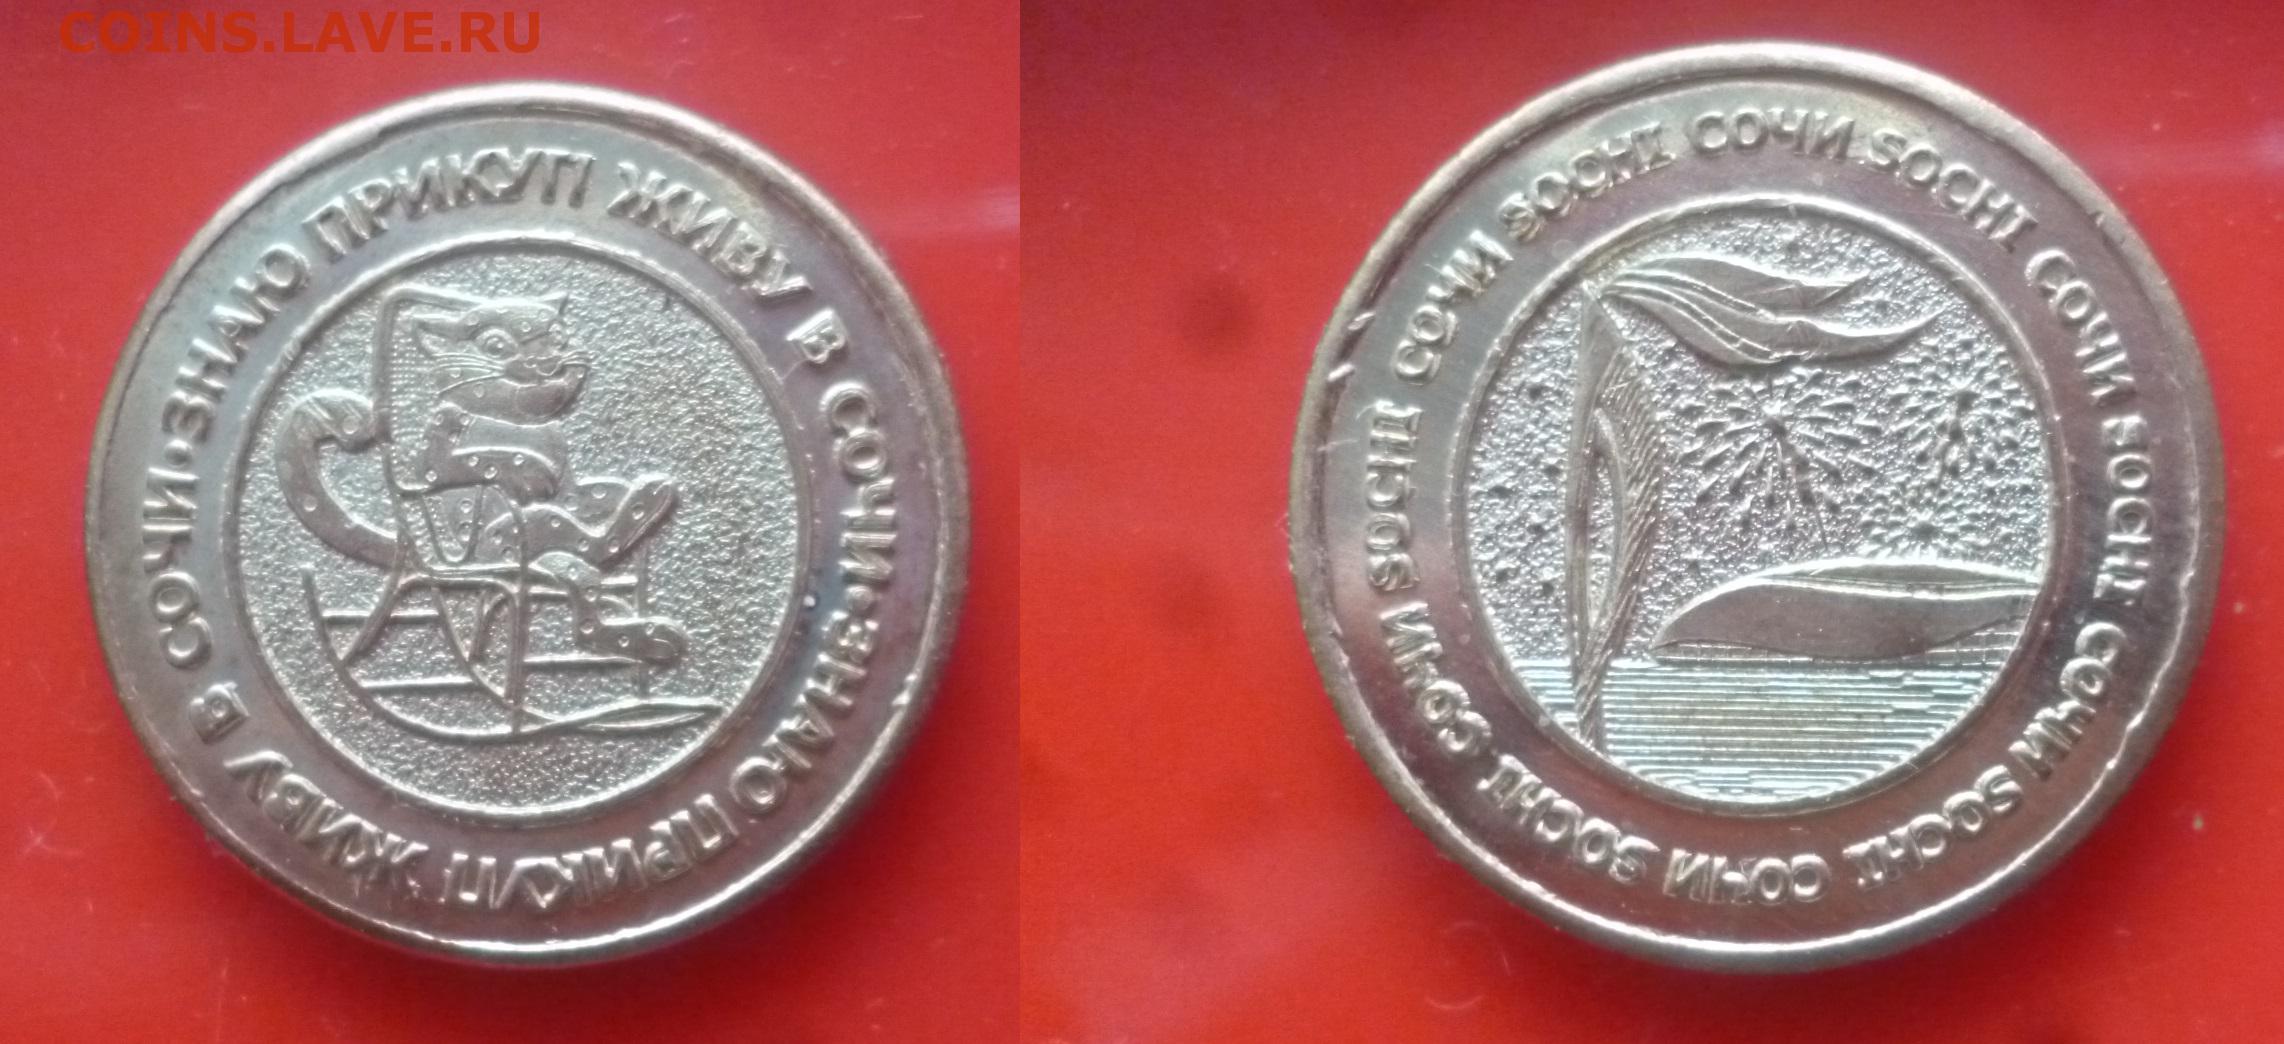 COINS.LAVE.RU
ЗНАЮ ПРИКУП ЖИВУ В СОЧИ•ЗНАЮ ПРИКУП ЖИВУ В СОЧИ•
СОЧИ SOCHI СОЧИ SOCHI СОЧИ SOCHI СОЧИ SOCHI СОЧИ SOCHI СОЧИ SOCHI